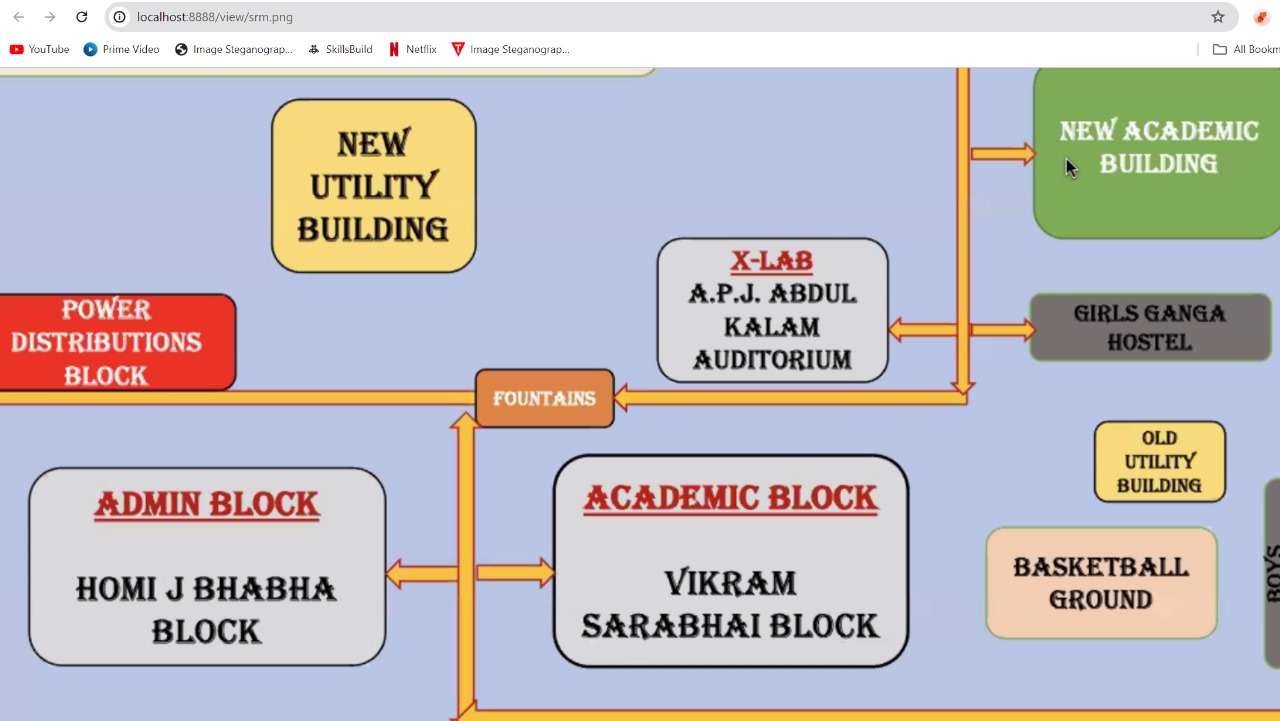 localhost:8888/view/srm.png
YouTube
Prime Video
Image Steganograp...
SkillsBuild
Netflix
Image Steganograp...
All Bookm
NEW
UTILITY
BUILDING
NEW ACADEMIC
BUILDING
X-LAB
A.P.J. ABDUL
KALAM
AUDITORIUM
POWER
DISTRIBUTIONS
BLOCK
GIRLS GANGA
HOSTEL
FOUNTAINS
OLD
UTILITY
BUILDING
ADMIN BLOCK
HOMI J BHABHA
BLOCK
ACADEMIC BLOCK
VIKRAM
SARABHAI BLOCK
BASKETBALL
GROUND
BOYS